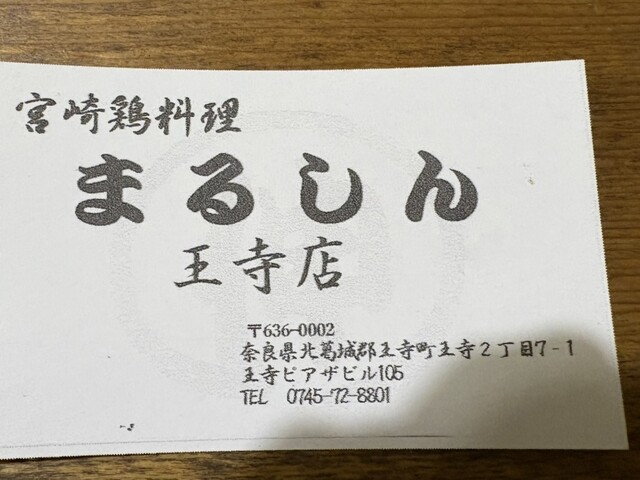 宮崎鶏料理
まるしん
王寺店
〒636-0002
奈良県北葛城郡王寺町王寺2丁目7-1
王寺ピアザビル105
TEL 0745-72-8801